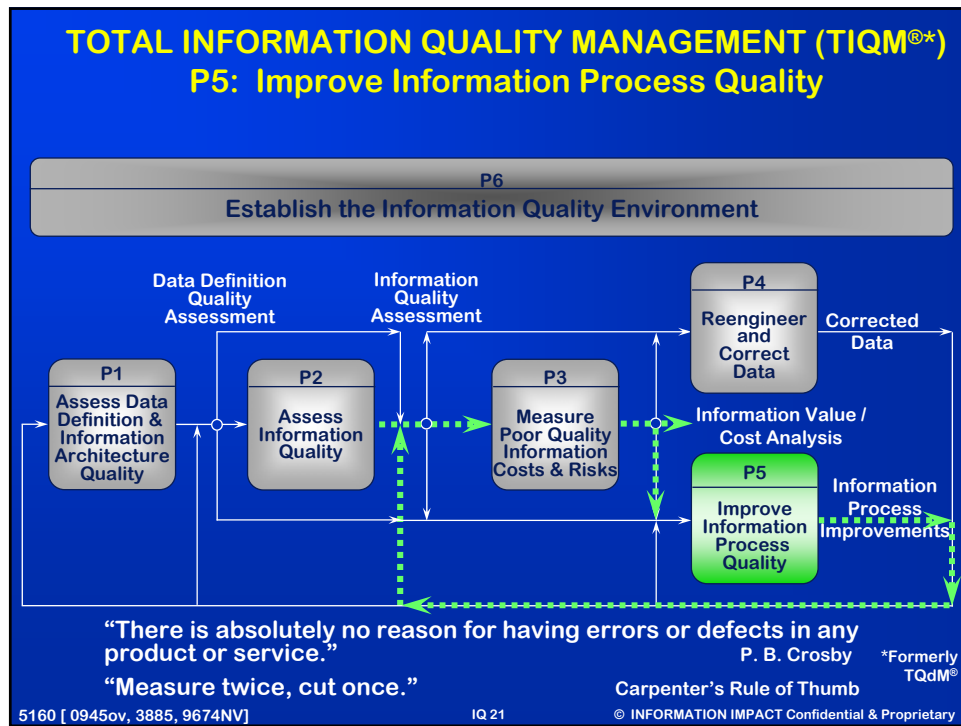 TOTAL INFORMATION QUALITY MANAGEMENT (TIQM®*)
P5: Improve Information Process Quality
P6
Establish the Information Quality Environment
Data Definition
Quality
Assessment
Information
Quality
Assessment
P4
Reengineer
and
Correct
Data
Corrected
Data
P1
Assess Data
Definition &
Information
Architecture
Quality
P2
Assess
Information
Quality
P3
Measure
Poor Quality
Information
Costs & Risks
Information Value /
Cost Analysis
P5
Improve
Information
Process
Quality
Information
Process
Improvements
“There is absolutely no reason for having errors or defects in any
product or service.”
P. B. Crosby
*Formerly
TQdM®
“Measure twice, cut once.”
Carpenter’s Rule of Thumb
5160 [ 0945ov, 3885, 9674NV]
IQ 21
© INFORMATION IMPACT Confidential & Proprietary